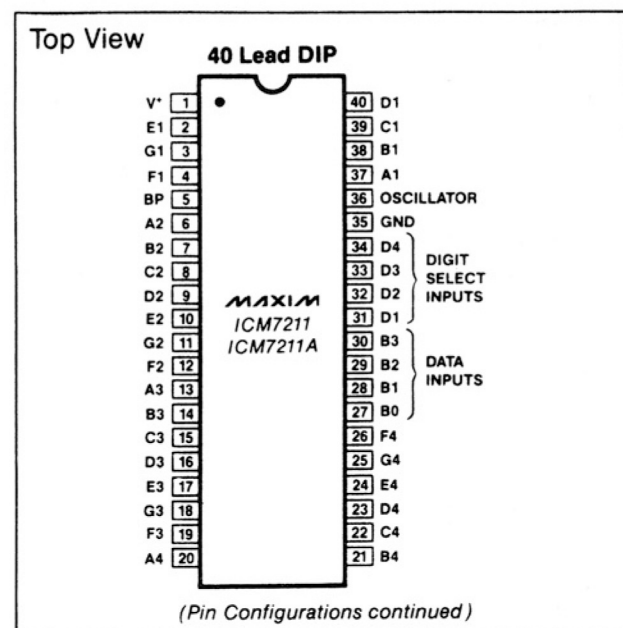 Top View
40 Lead DIP
V+ 1
E1 2
G1 3
F1 4
BP 5
A2 6
B2 7
C2 8
D2 9
E2 10
G2 11
F2 12
A3 13
B3 14
C3 15
D3 16
E3 17
G3 18
F3 19
A4 20
MAXIM
ICM7211
ICM7211A
40 D1
39 C1
38 B1
37 A1
36 OSCILLATOR
35 GND
34 D4
33 D3
32 D2
31 D1
DIGIT
SELECT
INPUTS
30 B3
29 B2
28 B1
27 B0
DATA
INPUTS
26 F4
25 G4
24 E4
23 D4
22 C4
21 B4
(Pin Configurations continued)